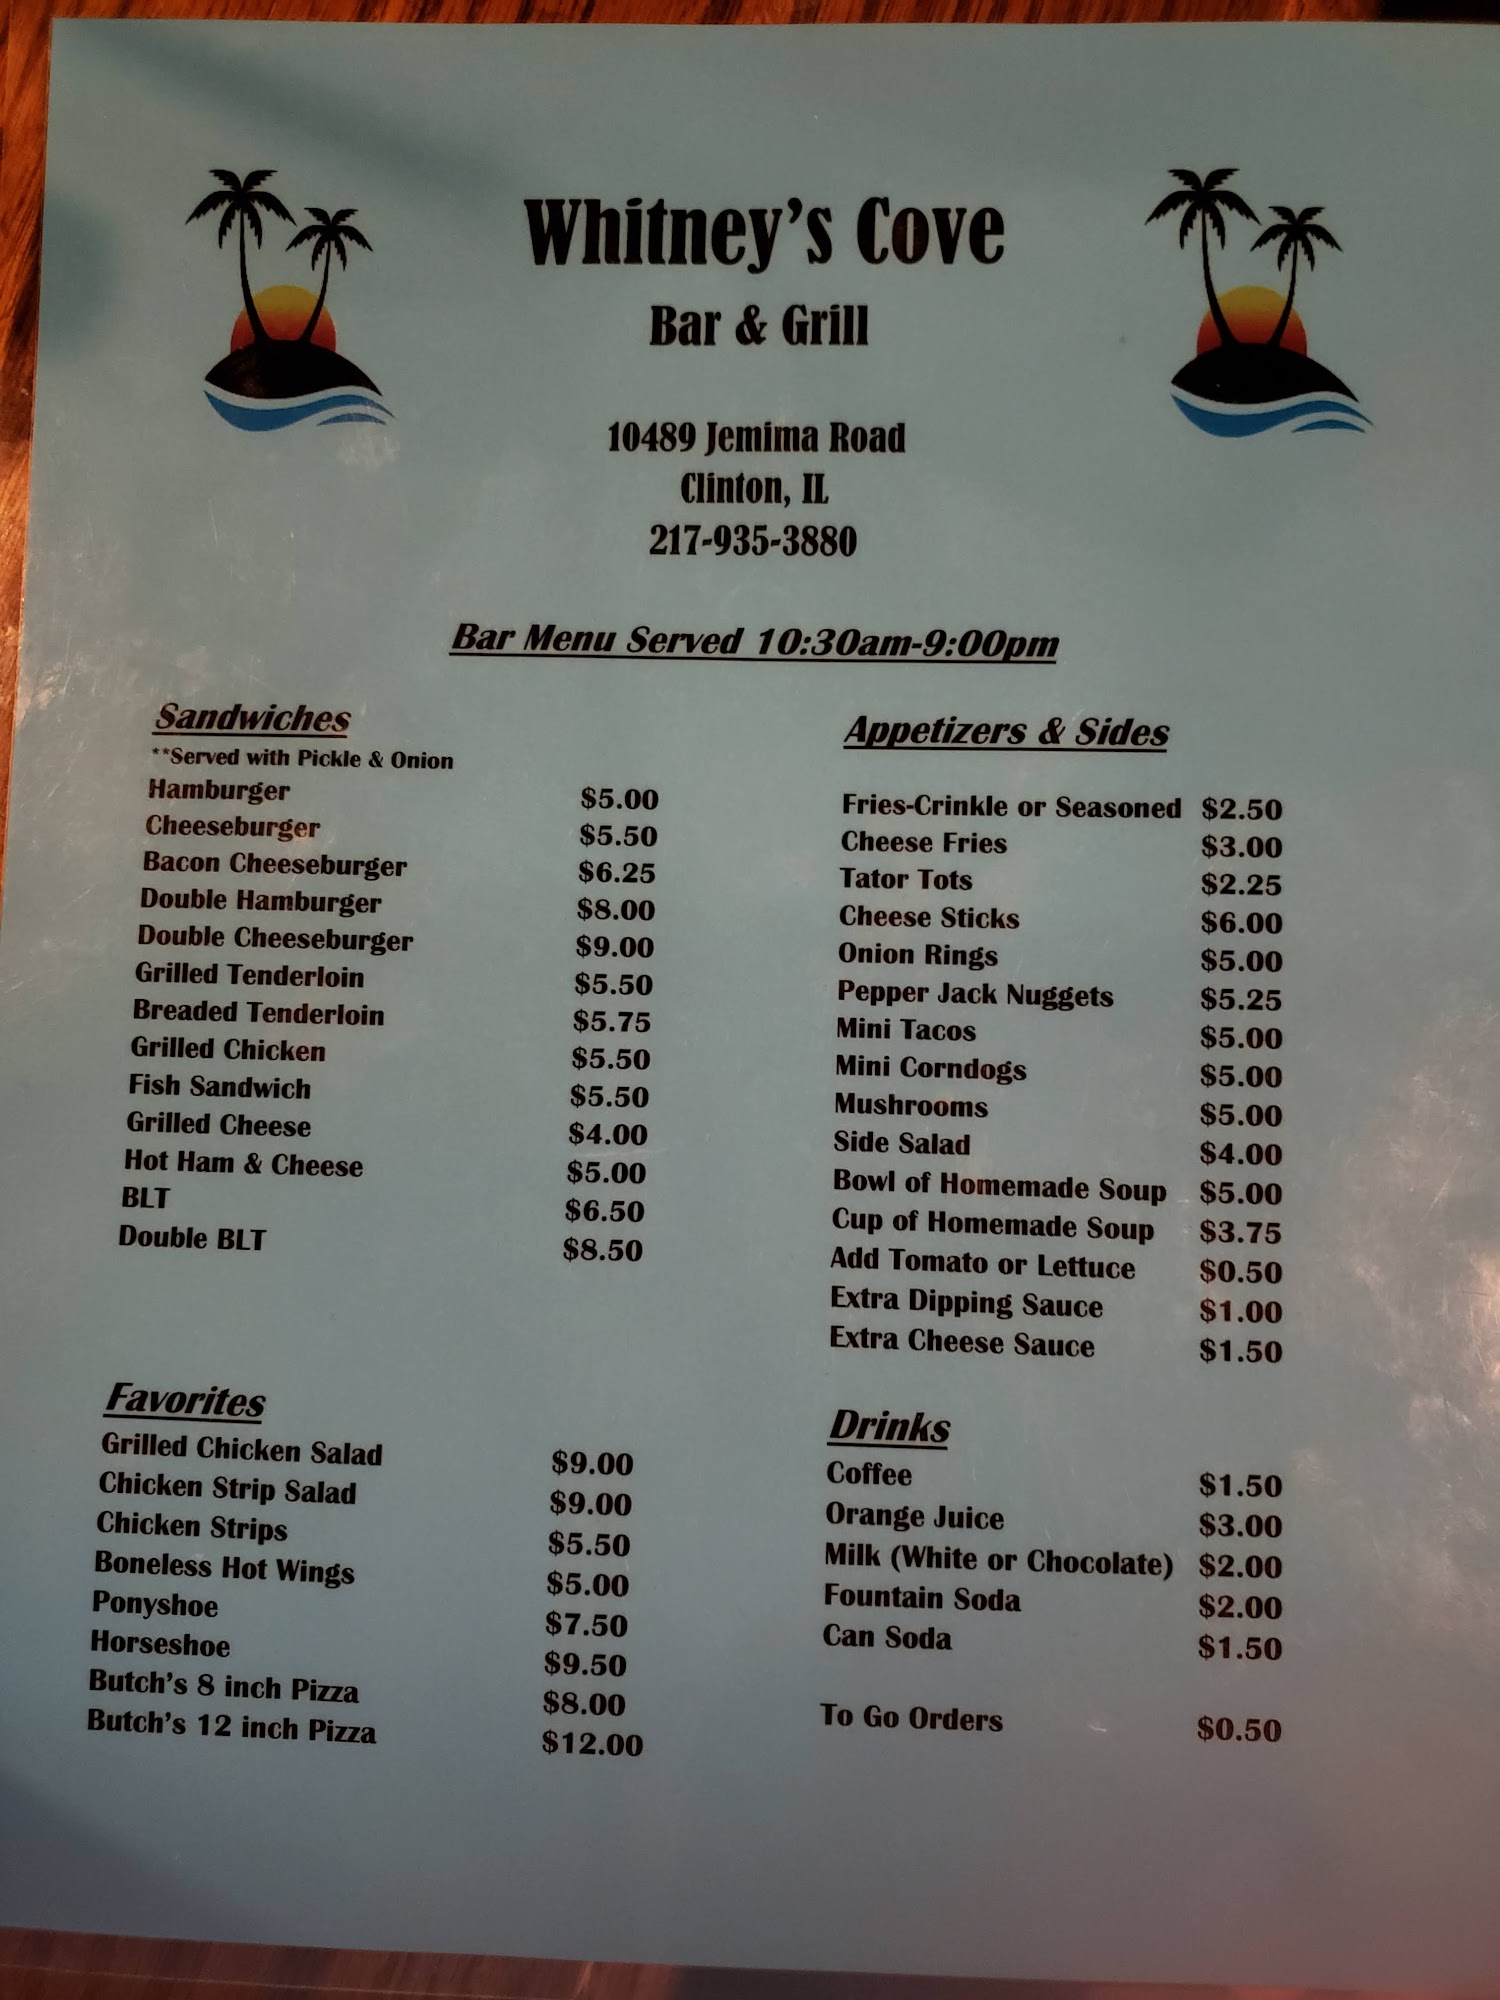 Whitney's Cove
Bar & Grill
10489 Jemima Road
Clinton, IL
217-935-3880
Bar Menu Served 10:30am-9:00pm
Sandwiches
**Served with Pickle & Onion
Hamburger $5.00
Cheeseburger $5.50
Bacon Cheeseburger $6.25
Double Hamburger $8.00
Double Cheeseburger $9.00
Grilled Tenderloin $5.50
Breaded Tenderloin $5.75
Grilled Chicken $5.50
Fish Sandwich $5.50
Grilled Cheese $4.00
Hot Ham & Cheese $5.00
BLT $6.50
Double BLT $8.50
Favorites
Grilled Chicken Salad $9.00
Chicken Strip Salad $9.00
Chicken Strips $5.50
Boneless Hot Wings $5.00
Ponyshoe $7.50
Horseshoe $9.50
Butch's 8 inch Pizza $8.00
Butch's 12 inch Pizza $12.00
Appetizers & Sides
Fries-Crinkle or Seasoned $2.50
Cheese Fries $3.00
Tator Tots $2.25
Cheese Sticks $6.00
Onion Rings $5.00
Pepper Jack Nuggets $5.25
Mini Tacos $5.00
Mini Corndogs $5.00
Mushrooms $5.00
Side Salad $4.00
Bowl of Homemade Soup $5.00
Cup of Homemade Soup $3.75
Add Tomato or Lettuce $0.50
Extra Dipping Sauce $1.00
Extra Cheese Sauce $1.50
Drinks
Coffee $1.50
Orange Juice $3.00
Milk (White or Chocolate) $2.00
Fountain Soda $2.00
Can Soda $1.50
To Go Orders $0.50